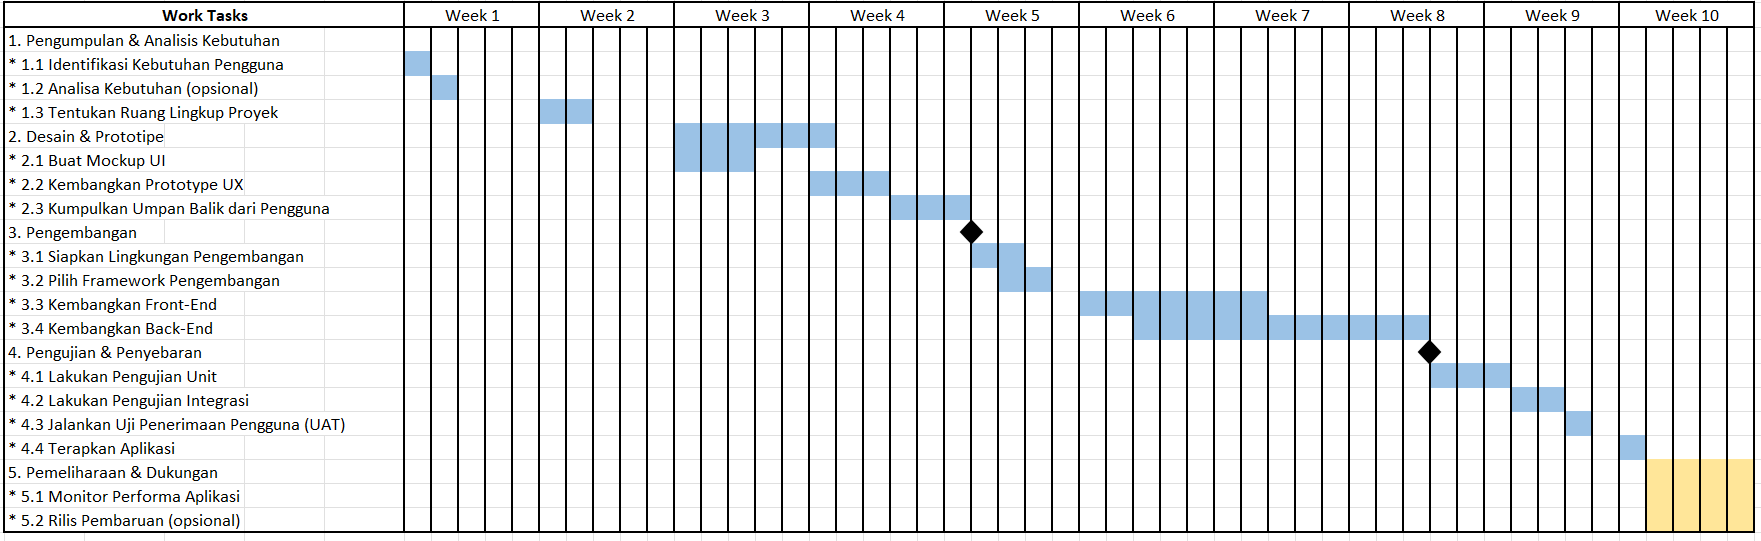 Work Tasks Week 1 Week 2 Week 3 Week 4 Week 5 Week 6 Week 7 Week 8 Week 9 Week 10
1. Pengumpulan & Analisis Kebutuhan
* 1.1 Identifikasi Kebutuhan Pengguna
* 1.2 Analisa Kebutuhan (opsional)
* 1.3 Tentukan Ruang Lingkup Proyek
2. Desain & Prototipe
* 2.1 Buat Mockup UI
* 2.2 Kembangkan Prototype UX
* 2.3 Kumpulkan Umpan Balik dari Pengguna
3. Pengembangan
* 3.1 Siapkan Lingkungan Pengembangan
* 3.2 Pilih Framework Pengembangan
* 3.3 Kembangkan Front-End
* 3.4 Kembangkan Back-End
4. Pengujian & Penyebaran
* 4.1 Lakukan Pengujian Unit
* 4.2 Lakukan Pengujian Integrasi
* 4.3 Jalankan Uji Penerimaan Pengguna (UAT)
* 4.4 Terapkan Aplikasi
5. Pemeliharaan & Dukungan
* 5.1 Monitor Performa Aplikasi
* 5.2 Rilis Pembaruan (opsional)